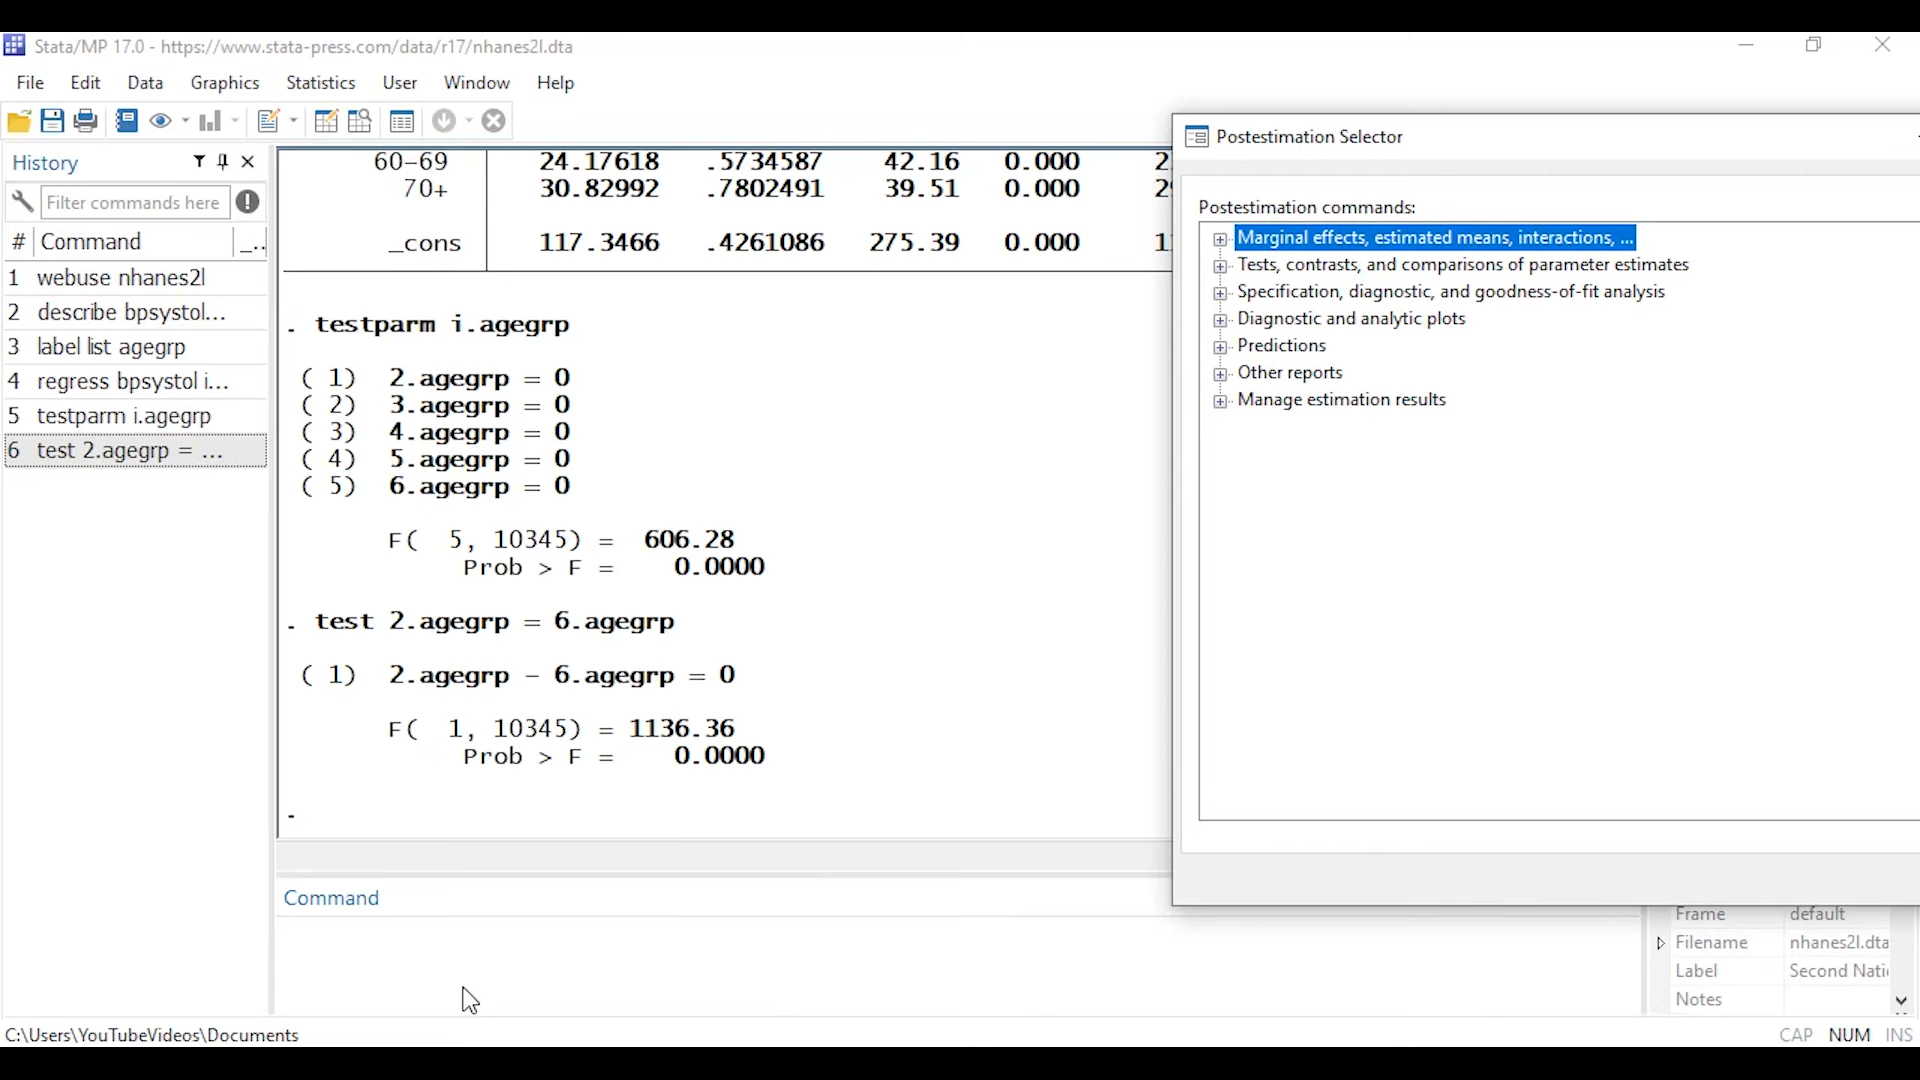 Stata/MP 17.0 - https://www.stata-press.com/data/r17/nhanes2l.dta
File Edit Data Graphics Statistics User Window Help
History
Filter commands here
# Command _..
1 webuse nhanes2l
2 describe bpsystol...
3 label list agegrp
4 regress bpsystol i...
5 testparm i.agegrp
6 test 2.agegrp = ...
60-69 24.17618 .5734587 42.16 0.000 2
70+ 30.82992 .7802491 39.51 0.000 29
_cons 117.3466 .4261086 275.39 0.000 1
. testparm i.agegrp
( 1) 2.agegrp = 0
( 2) 3.agegrp = 0
( 3) 4.agegrp = 0
( 4) 5.agegrp = 0
( 5) 6.agegrp = 0
F( 5, 10345) = 606.28
Prob > F = 0.0000
. test 2.agegrp = 6.agegrp
( 1) 2.agegrp - 6.agegrp = 0
F( 1, 10345) = 1136.36
Prob > F = 0.0000
.
Command
Postestimation Selector
Postestimation commands:
Marginal effects, estimated means, interactions, ...
Tests, contrasts, and comparisons of parameter estimates
Specification, diagnostic, and goodness-of-fit analysis
Diagnostic and analytic plots
Predictions
Other reports
Manage estimation results
Frame default
Filename nhanes2l.dta
Label Second Nati
Notes
C:\Users\YouTubeVideos\Documents
CAP NUM INS